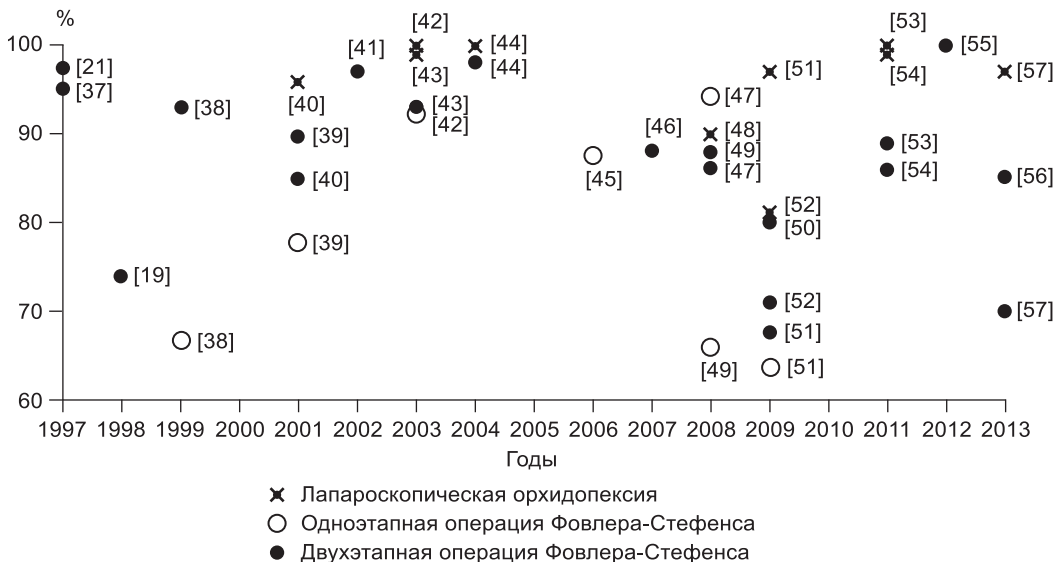 %
[42] [53]
100 [41] [44] [55]
[21] [43] [44] [54] [51] [57]
[37] [40] [47]
[38] [43]
[42]
90 [39] [46] [48]
[49] [53]
[45] [47] [54]
[40] [56]
[52]
80 [50]
[39]
[19]
70 [52] [57]
[38] [51]
[49] [51]
60
1997 1998 1999 2000 2001 2002 2003 2004 2005 2006 2007 2008 2009 2010 2011 2012 2013
Годы
Лапароскопическая орхидопексия
Одноэтапная операция Фовлера-Стефенса
Двухэтапная операция Фовлера-Стефенса